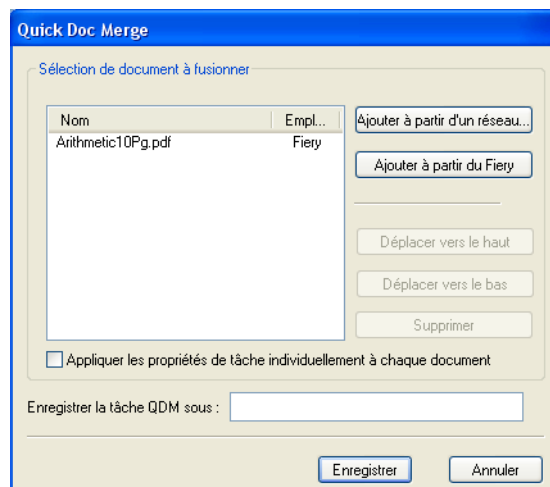 Quick Doc Merge
Sélection de document à fusionner
Nom Empl...
Arithmetic10Pg.pdf Fiery
Ajouter à partir d'un réseau...
Ajouter à partir du Fiery
Déplacer vers le haut
Déplacer vers le bas
Supprimer
Appliquer les propriétés de tâche individuellement à chaque document
Enregistrer la tâche QDM sous :
Enregistrer Annuler